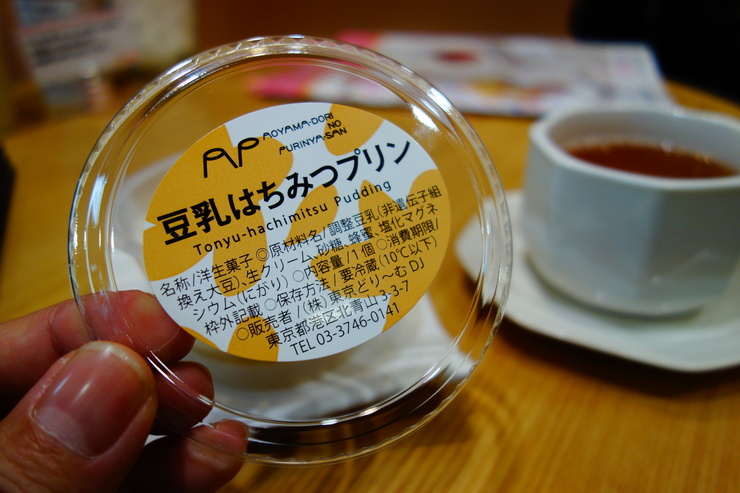 AP AOYAMA-DORI
NO
PURINYA-SAN
豆乳はちみつプリン
Tonyu-hachimitsu Pudding
名称/洋生菓子 ◎原材料名/調整豆乳(非遺伝子組
換え大豆)、生クリーム、砂糖、蜂蜜、塩化マグネ
シウム(にがり) ○内容量/1個 ○消費期限/
枠外記載 ○保存方法/要冷蔵(10℃以下)
○販売者/(株)東京どり〜むDJ
東京都港区北青山3-3-7
TEL 03-3746-0141